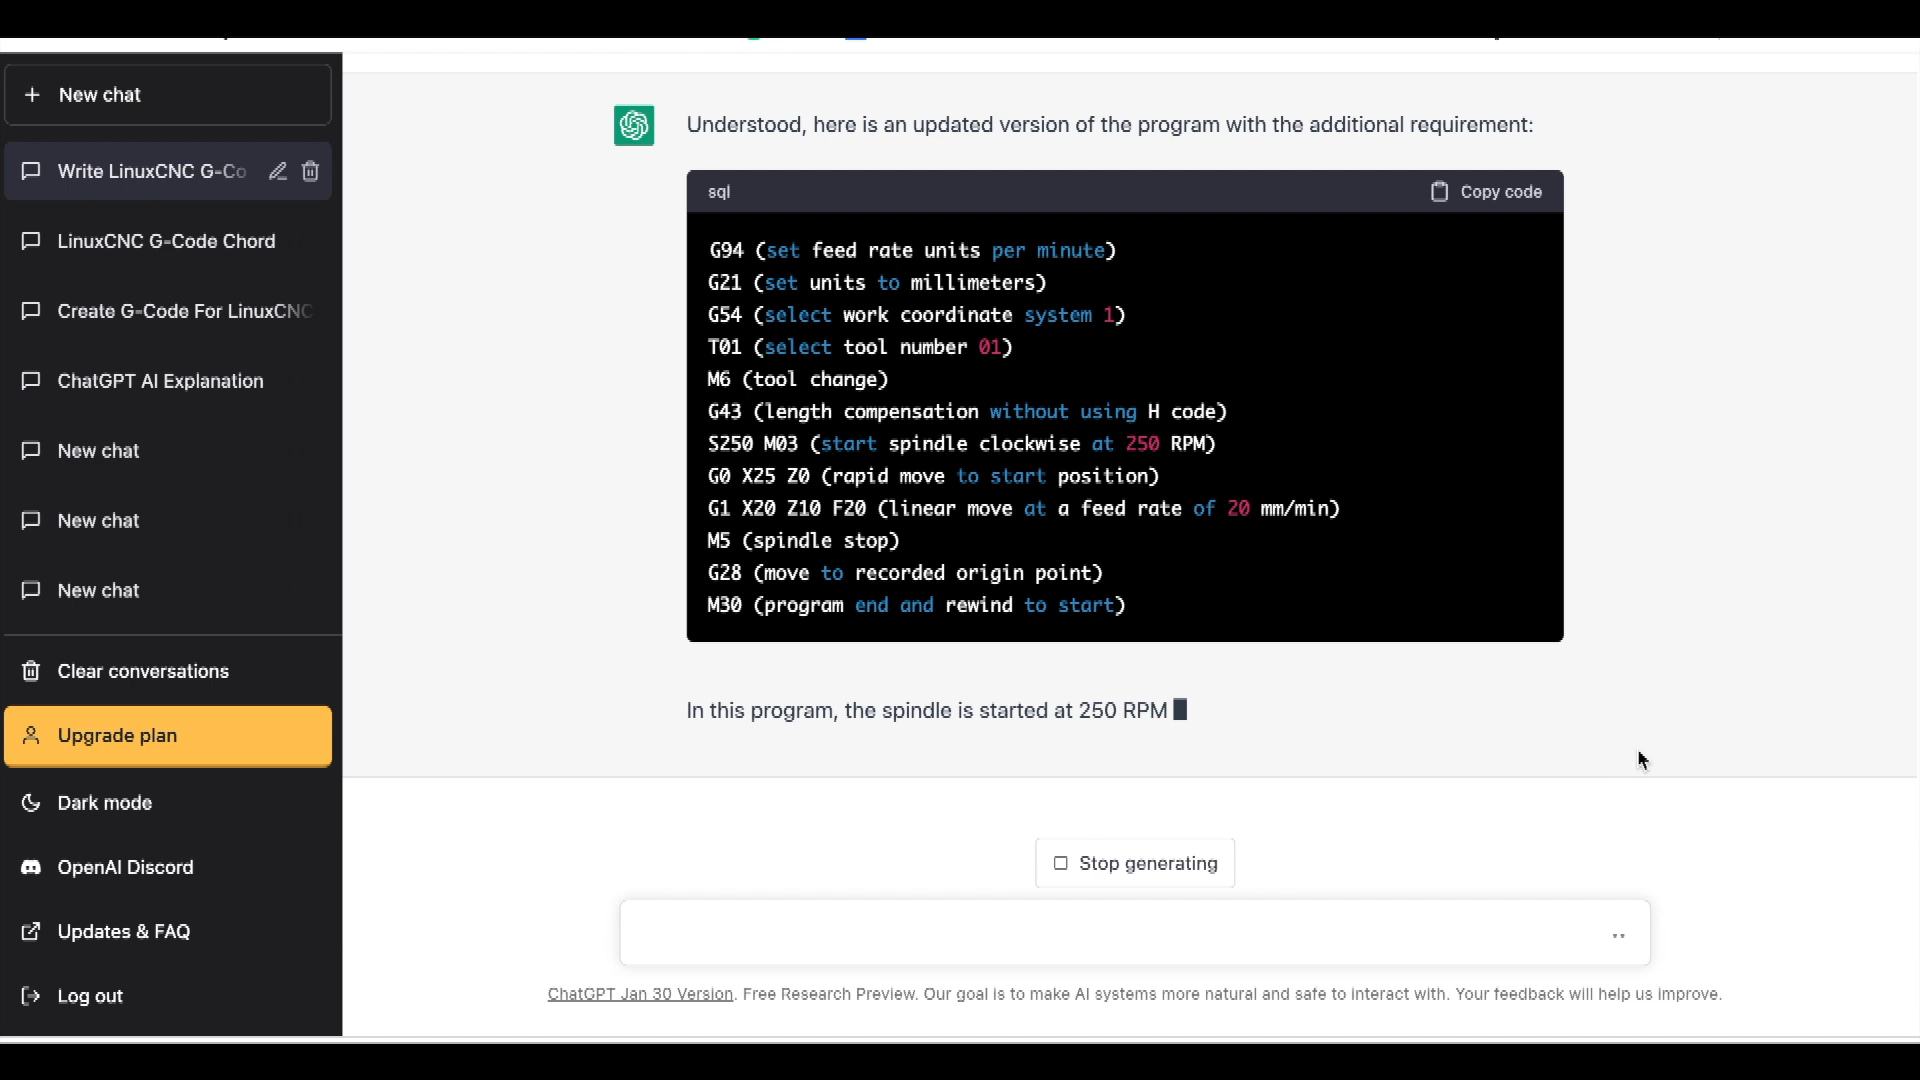 New chat
Write LinuxCNC G-Co
LinuxCNC G-Code Chord
Create G-Code For LinuxCNC
ChatGPT AI Explanation
New chat
New chat
New chat
Clear conversations
Upgrade plan
Dark mode
OpenAI Discord
Updates & FAQ
Log out
Understood, here is an updated version of the program with the additional requirement:
sql
Copy code
G94 (set feed rate units per minute)
G21 (set units to millimeters)
G54 (select work coordinate system 1)
T01 (select tool number 01)
M6 (tool change)
G43 (length compensation without using H code)
S250 M03 (start spindle clockwise at 250 RPM)
G0 X25 Z0 (rapid move to start position)
G1 X20 Z10 F20 (linear move at a feed rate of 20 mm/min)
M5 (spindle stop)
G28 (move to recorded origin point)
M30 (program end and rewind to start)
In this program, the spindle is started at 250 RPM
Stop generating
ChatGPT Jan 30 Version. Free Research Preview. Our goal is to make AI systems more natural and safe to interact with. Your feedback will help us improve.